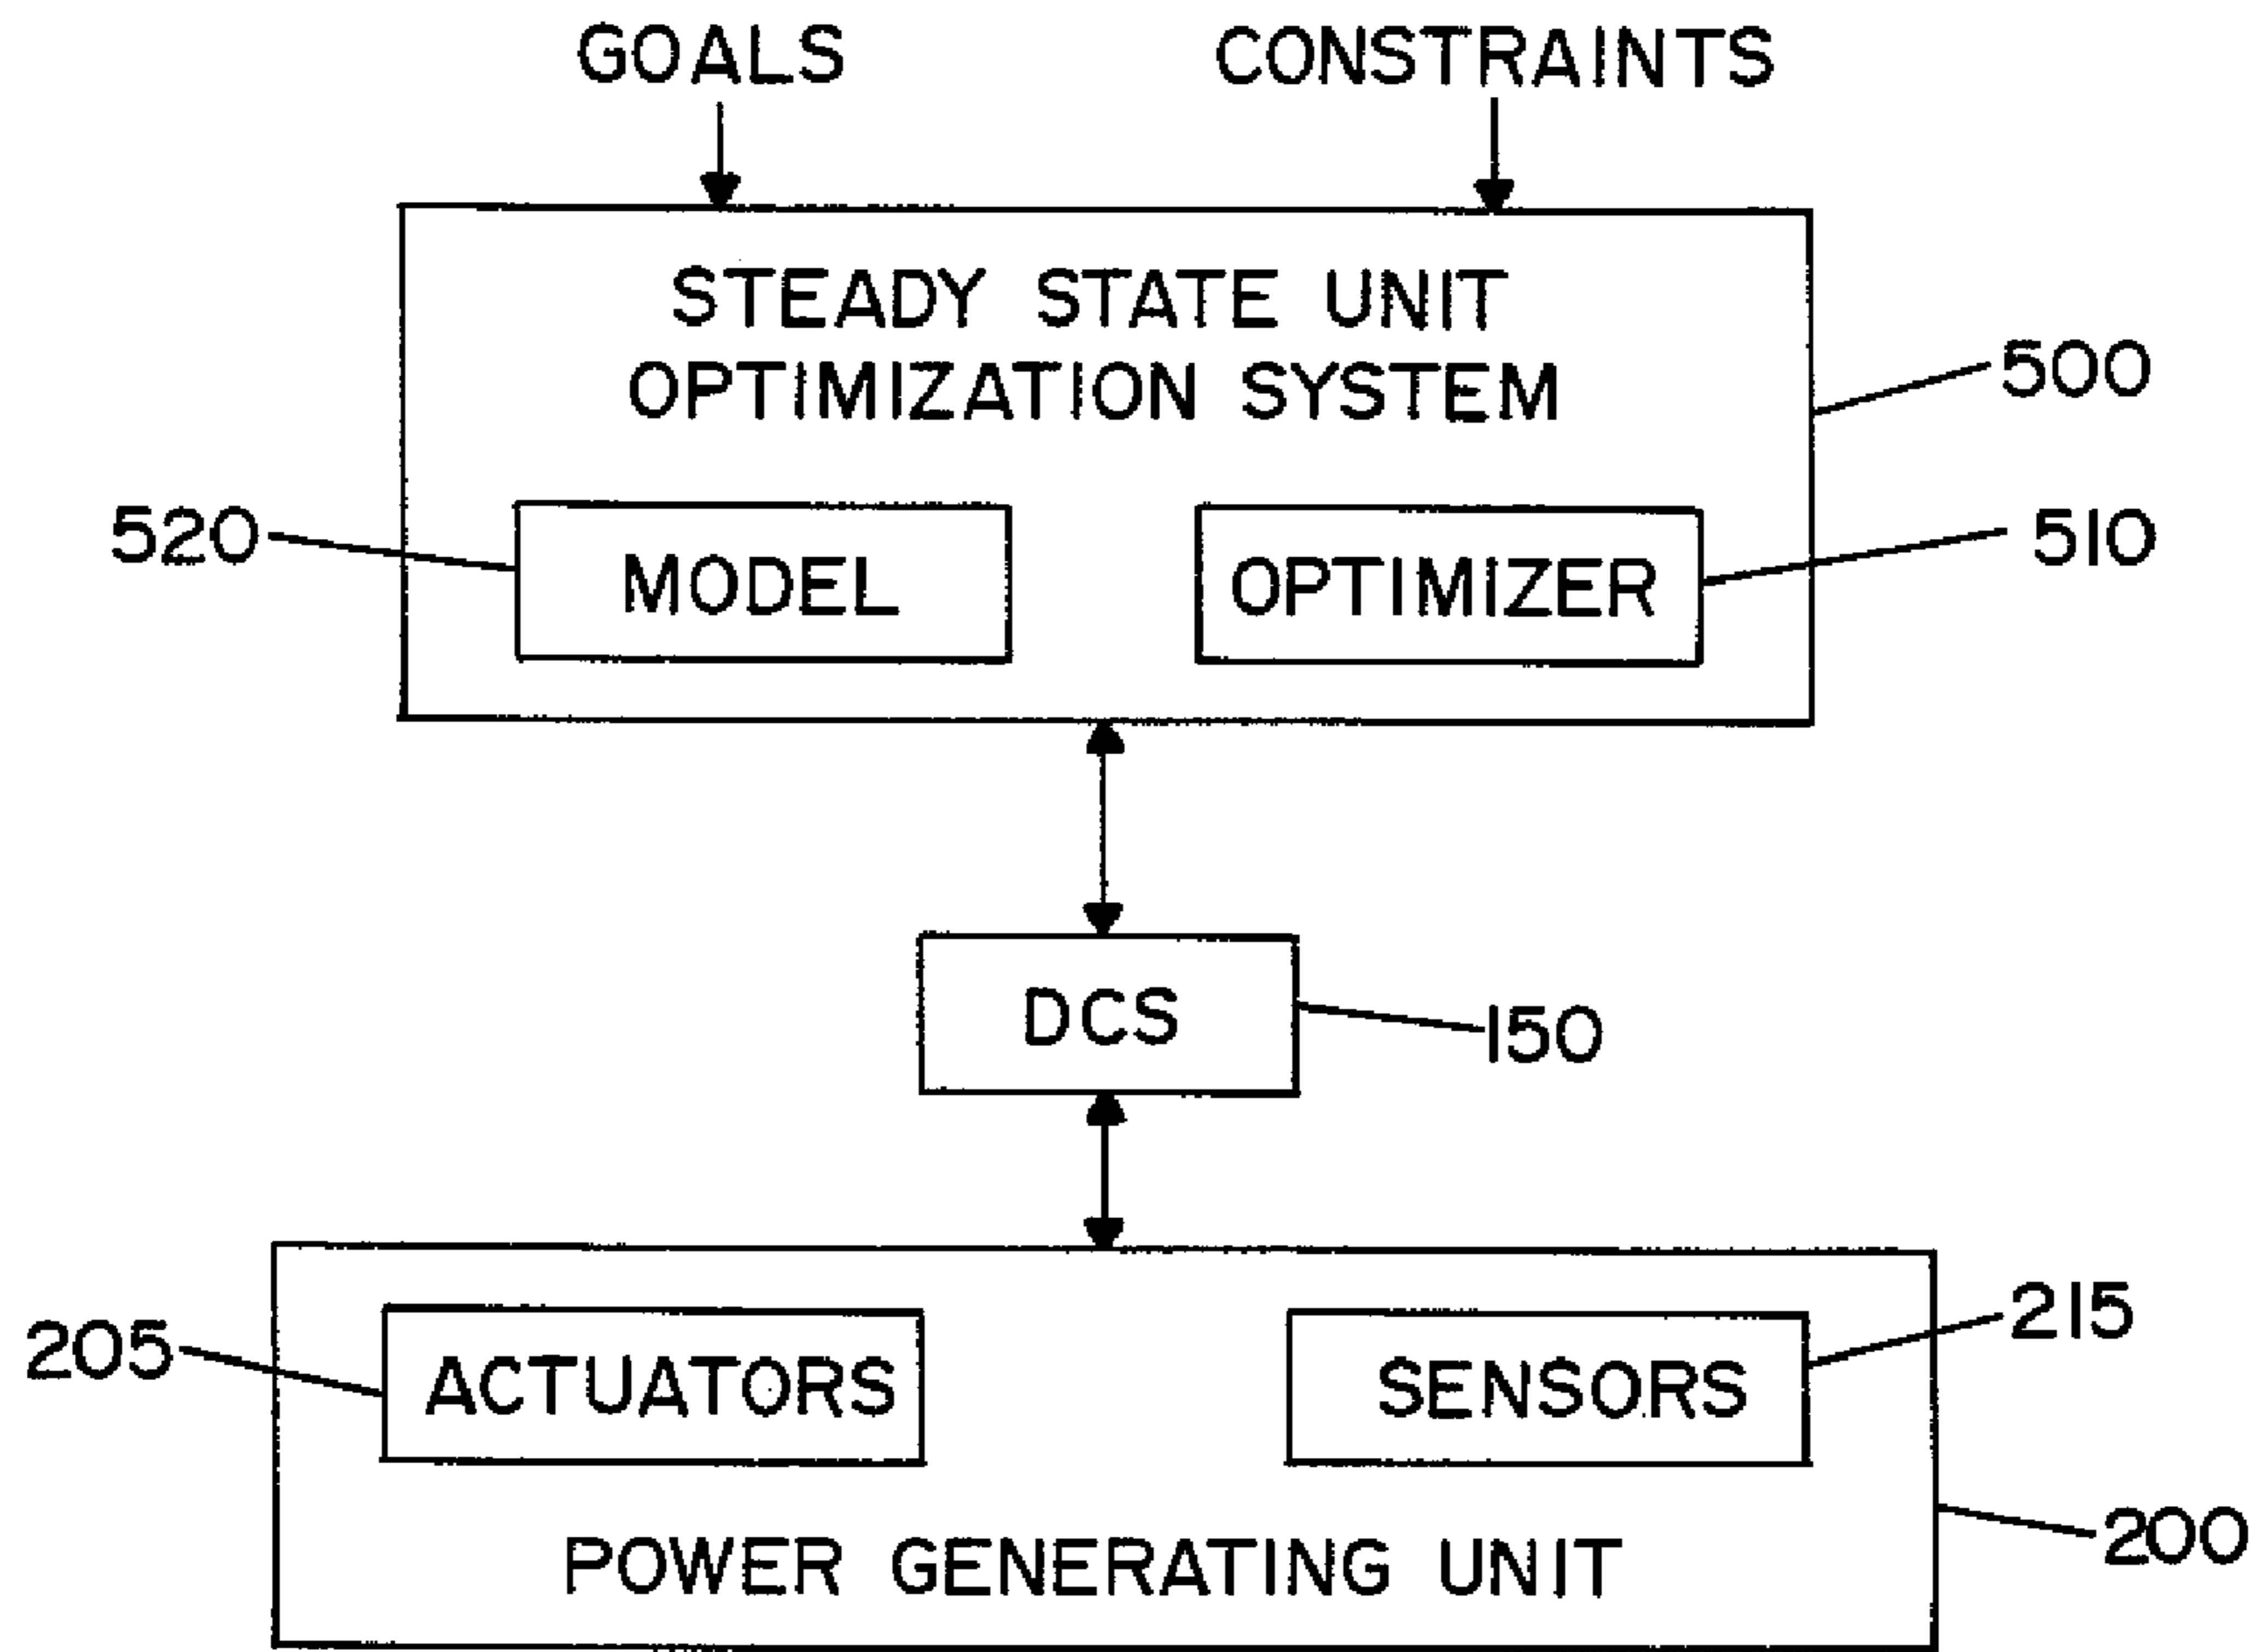 GOALS
CONSTRAINTS
STEADY STATE UNIT
OPTIMIZATION SYSTEM
500
520
MODEL
OPTIMIZER
510
DCS
150
205
ACTUATORS
SENSORS
215
POWER GENERATING UNIT
200